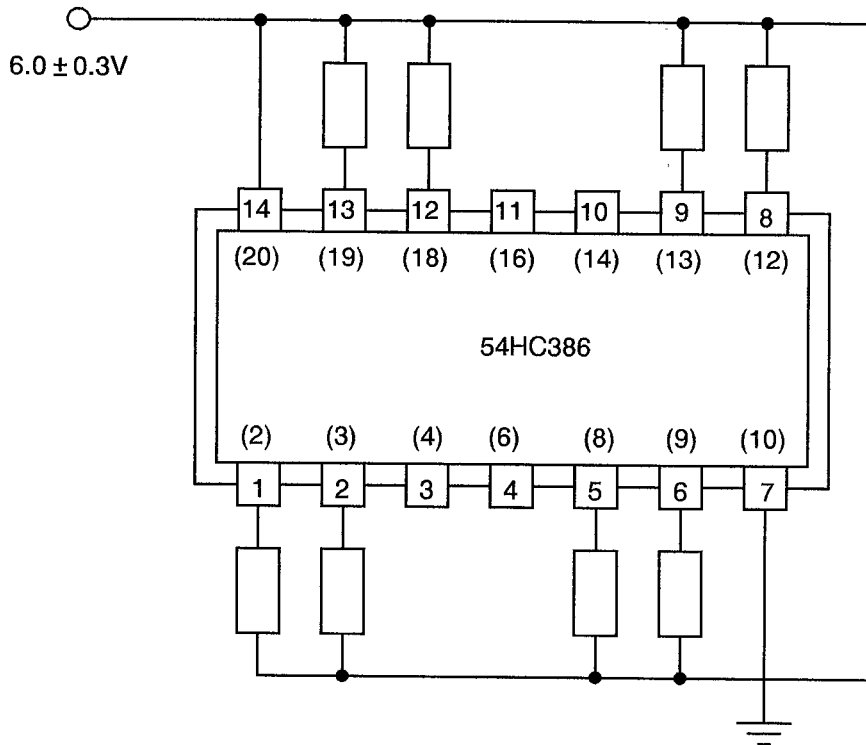 6.0 ± 0.3V
14 13 12 11 10 9 8
(20) (19) (18) (16) (14) (13) (12)
54HC386
(2) (3) (4) (6) (8) (9) (10)
1 2 3 4 5 6 7